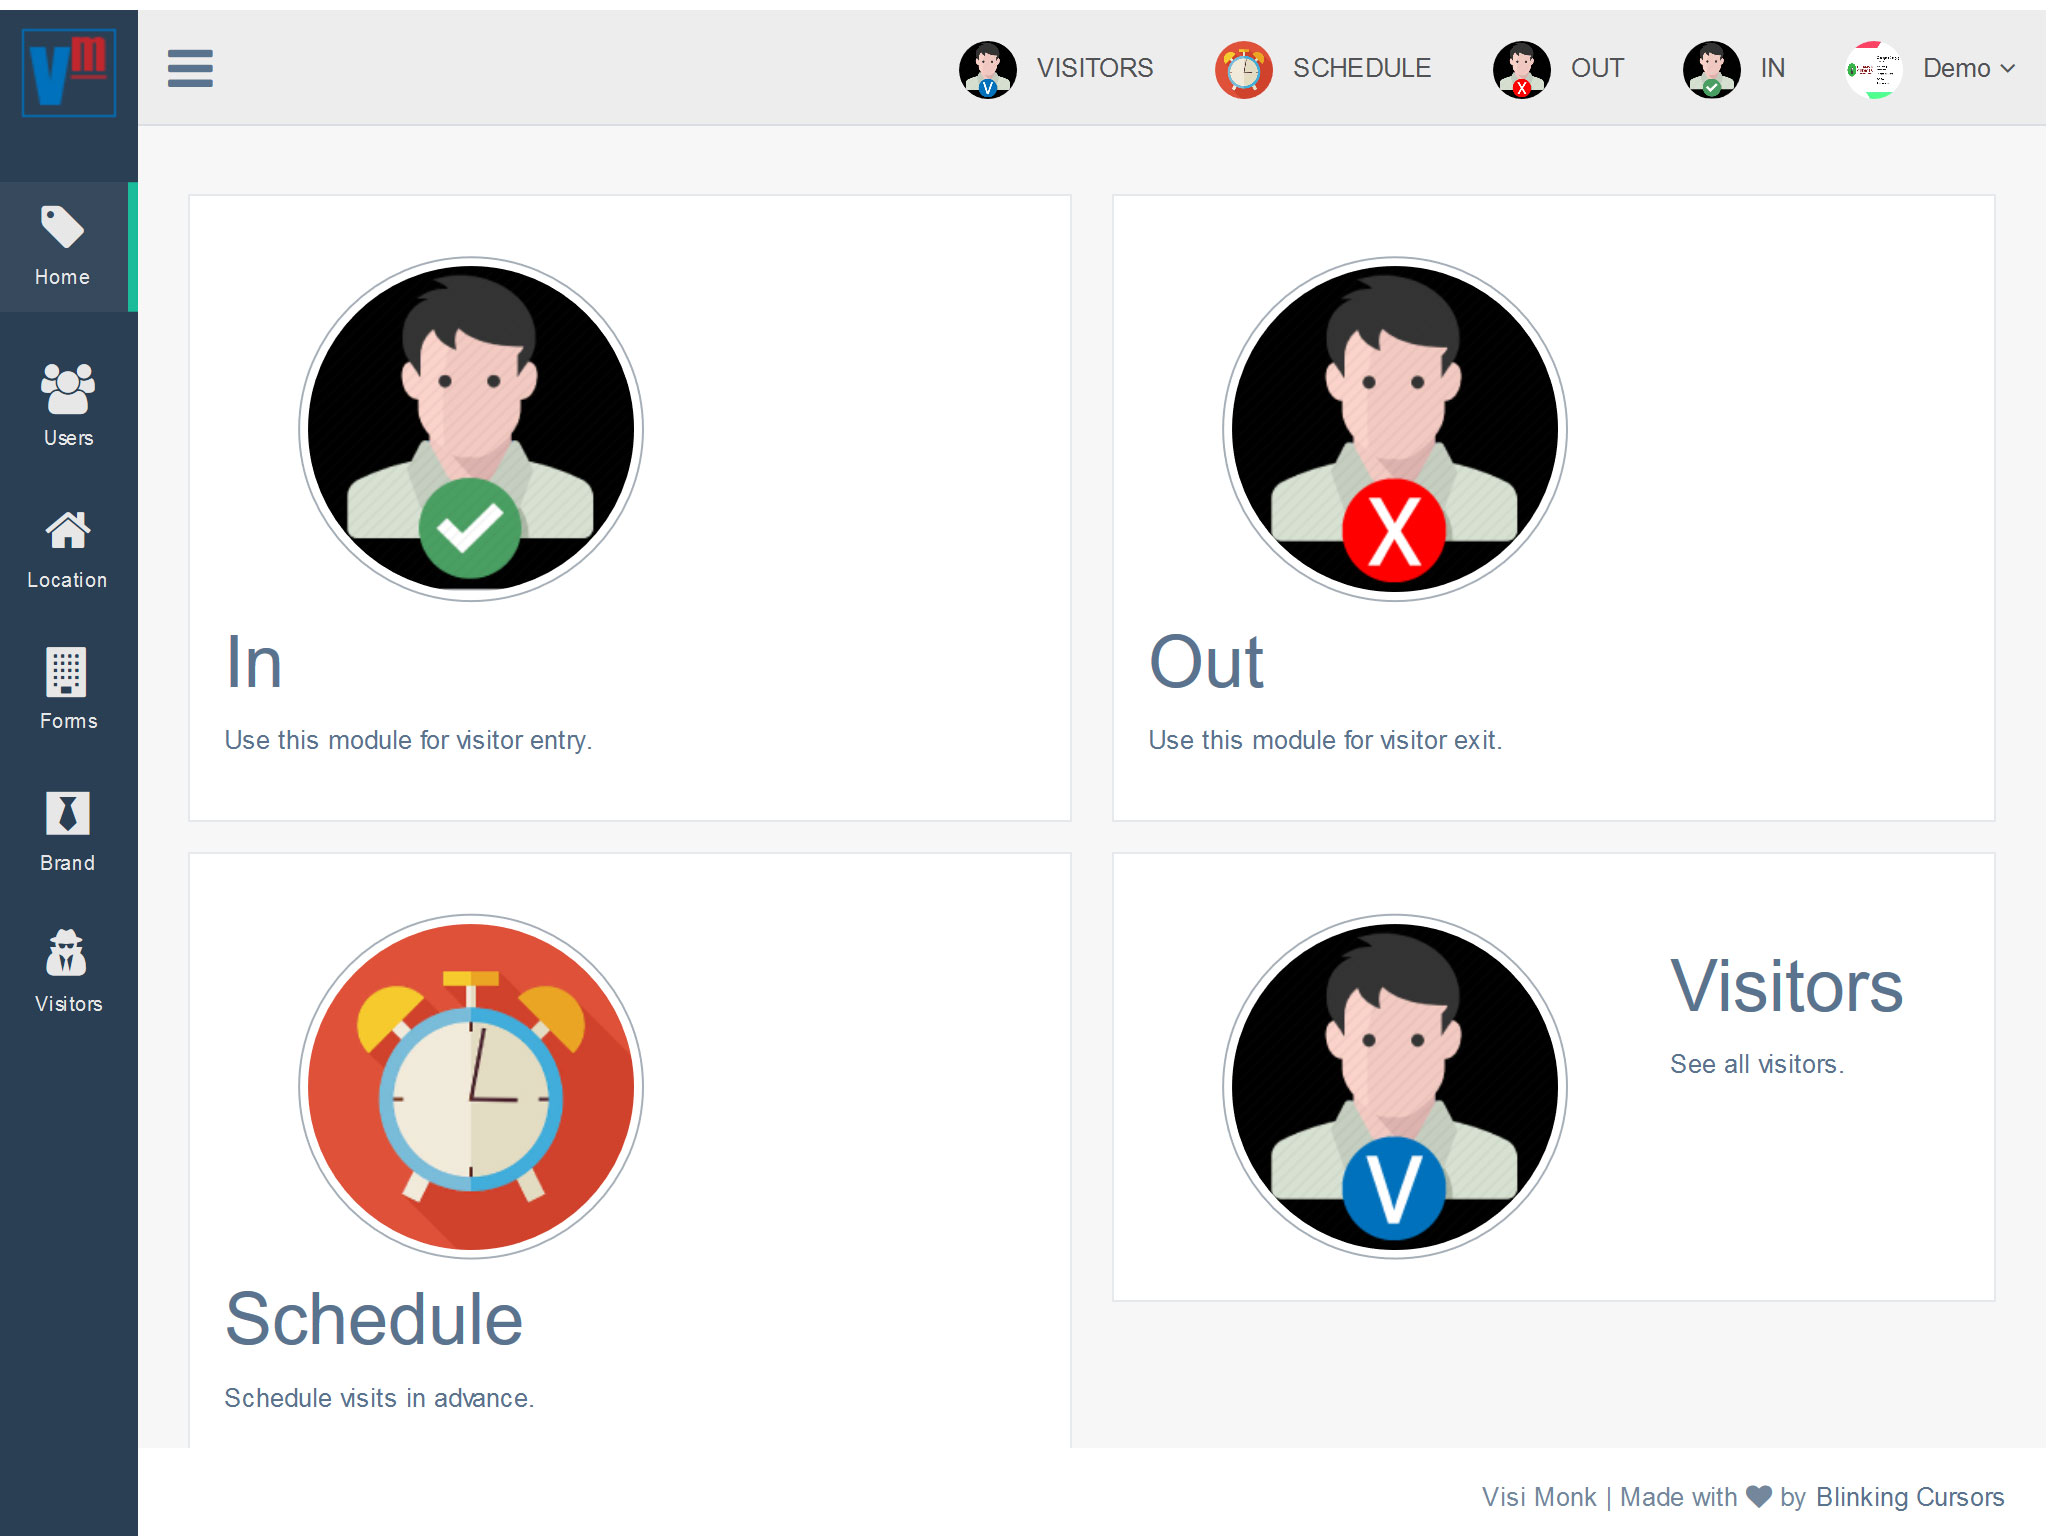 Vm
VISITORS
SCHEDULE
OUT
IN
Demo
Home
Users
Location
Forms
Brand
Visitors
In
Use this module for visitor entry.
X
Out
Use this module for visitor exit.
Schedule
Schedule visits in advance.
V
Visitors
See all visitors.
Visi Monk | Made with by Blinking Cursors